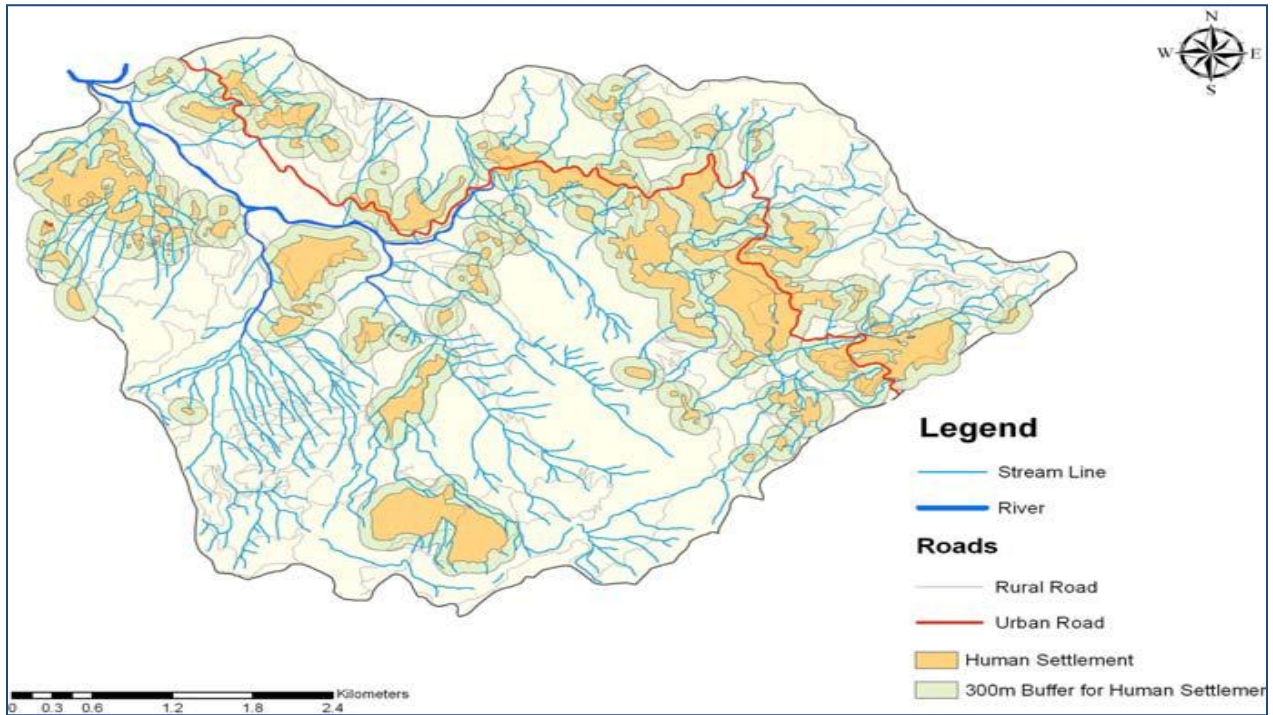 N
W E
S
Legend
Stream Line
River
Roads
Rural Road
Urban Road
Human Settlement
300m Buffer for Human Settlemer
Kilometers
0 0.3 0.6 1.2 1.8 2.4